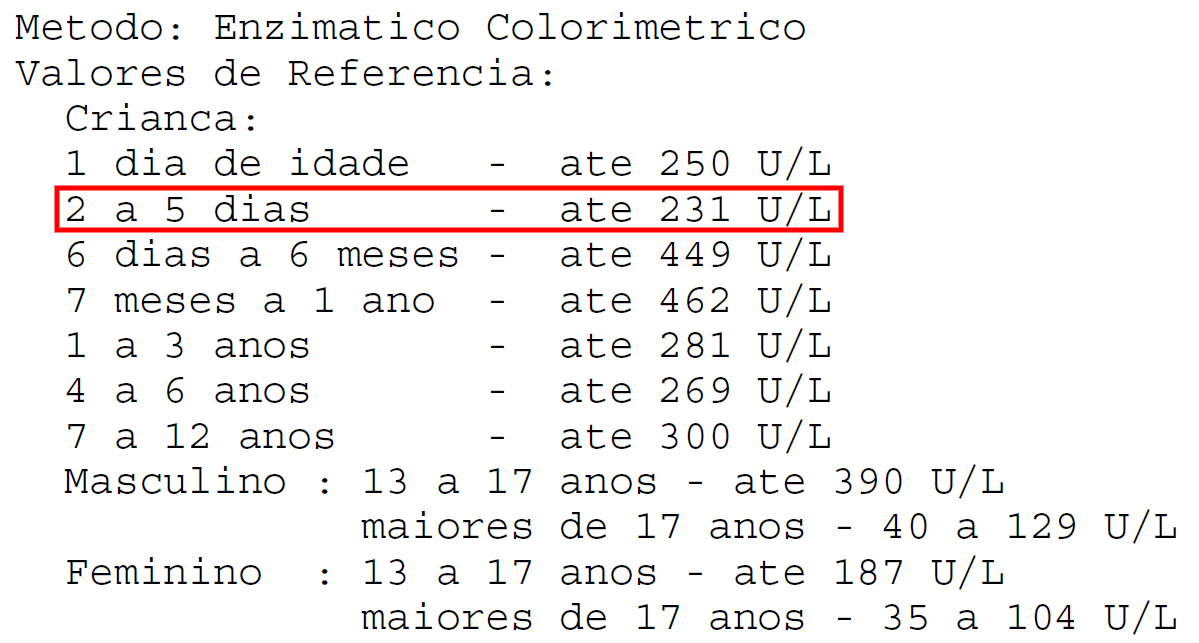 Metodo: Enzimatico Colorimetrico
Valores de Referencia:
Crianca:
1 dia de idade - ate 250 U/L
2 a 5 dias - ate 231 U/L
6 dias a 6 meses - ate 449 U/L
7 meses a 1 ano - ate 462 U/L
1 a 3 anos - ate 281 U/L
4 a 6 anos - ate 269 U/L
7 a 12 anos - ate 300 U/L
Masculino : 13 a 17 anos - ate 390 U/L
maiores de 17 anos - 40 a 129 U/L
Feminino : 13 a 17 anos - ate 187 U/L
maiores de 17 anos - 35 a 104 U/L